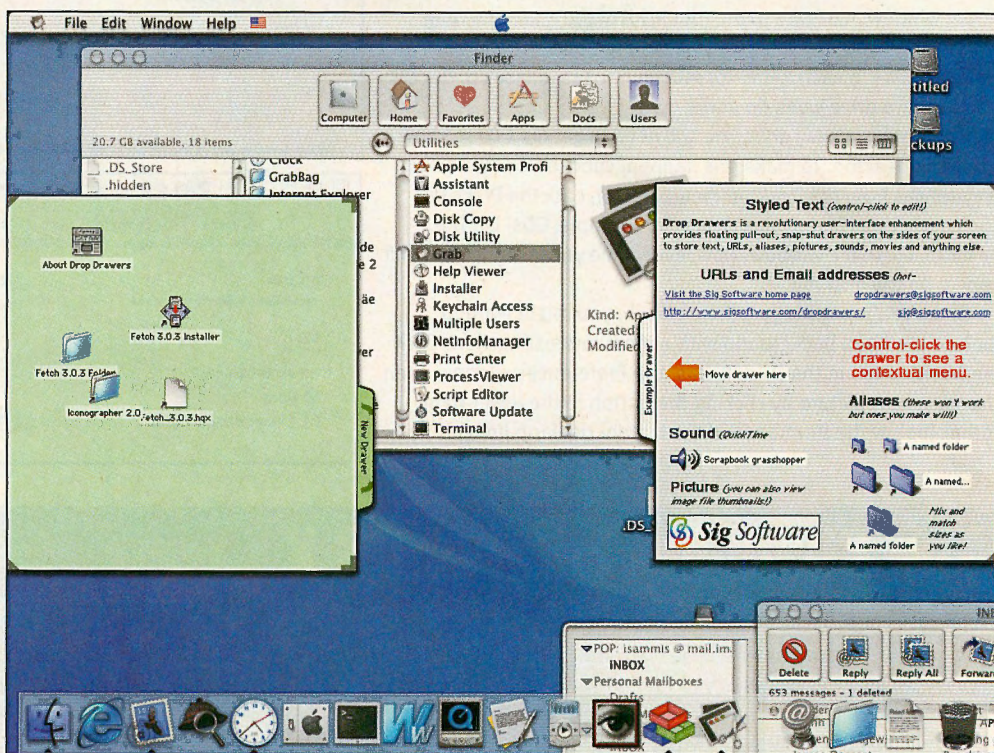 File Edit Window Help
Finder
Computer Home Favorites Apps Docs Users
20.7 GB available, 18 items
Utilities
.DS_Store
.hidden
Clock
GrabBag
Internet Explorer
Apple System Profi
Assistant
Console
Disk Copy
Disk Utility
Grab
Help Viewer
Installer
Keychain Access
Multiple Users
NetInfoManager
Print Center
ProcessViewer
Script Editor
Software Update
Terminal
Kind: App
Created
Modified
About Drop Drawers
Fetch 3.0.3 Installer
Fetch 3.0.3 Folder
Iconographer 2.0
Fetch_3.0.3.hqx
New Drawer
Example Drawer
Styled Text (control-click to edit!)
Drop Drawers is a revolutionary user-interface enhancement which
provides floating pull-out, snap-shut drawers on the sides of your screen
to store text, URLs, aliases, pictures, sounds, movies and anything else.
URLs and Email addresses (hot-
Visit the Sig Software home page dropdrawers@sigsoftware.com
http://www.sigsoftware.com/dropdrawers/ sig@sigsoftware.com
Move drawer here
Control-click the
drawer to see a
contextual menu.
Aliases (these won't work
but ones you make will!)
Sound (QuickTime
Scrapbook grasshopper
A named folder
A named...
Picture (you can also view
image file thumbnails!)
Sig Software
A named folder
Mix and
match
sizes as
you like!
POP: isammis @ mail.im.
INBOX
Personal Mailboxes
Drafts
INBOX
Delete Reply Reply All Forward
653 messages - 1 deleted